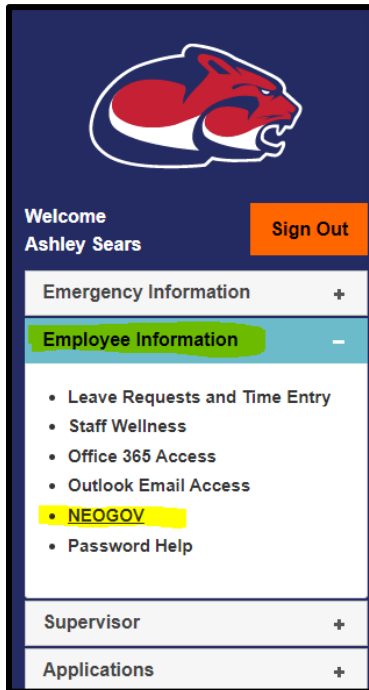 Welcome
Ashley Sears
Sign Out
Emergency Information +
Employee Information −
• Leave Requests and Time Entry
• Staff Wellness
• Office 365 Access
• Outlook Email Access
• NEOGOV
• Password Help
Supervisor +
Applications +